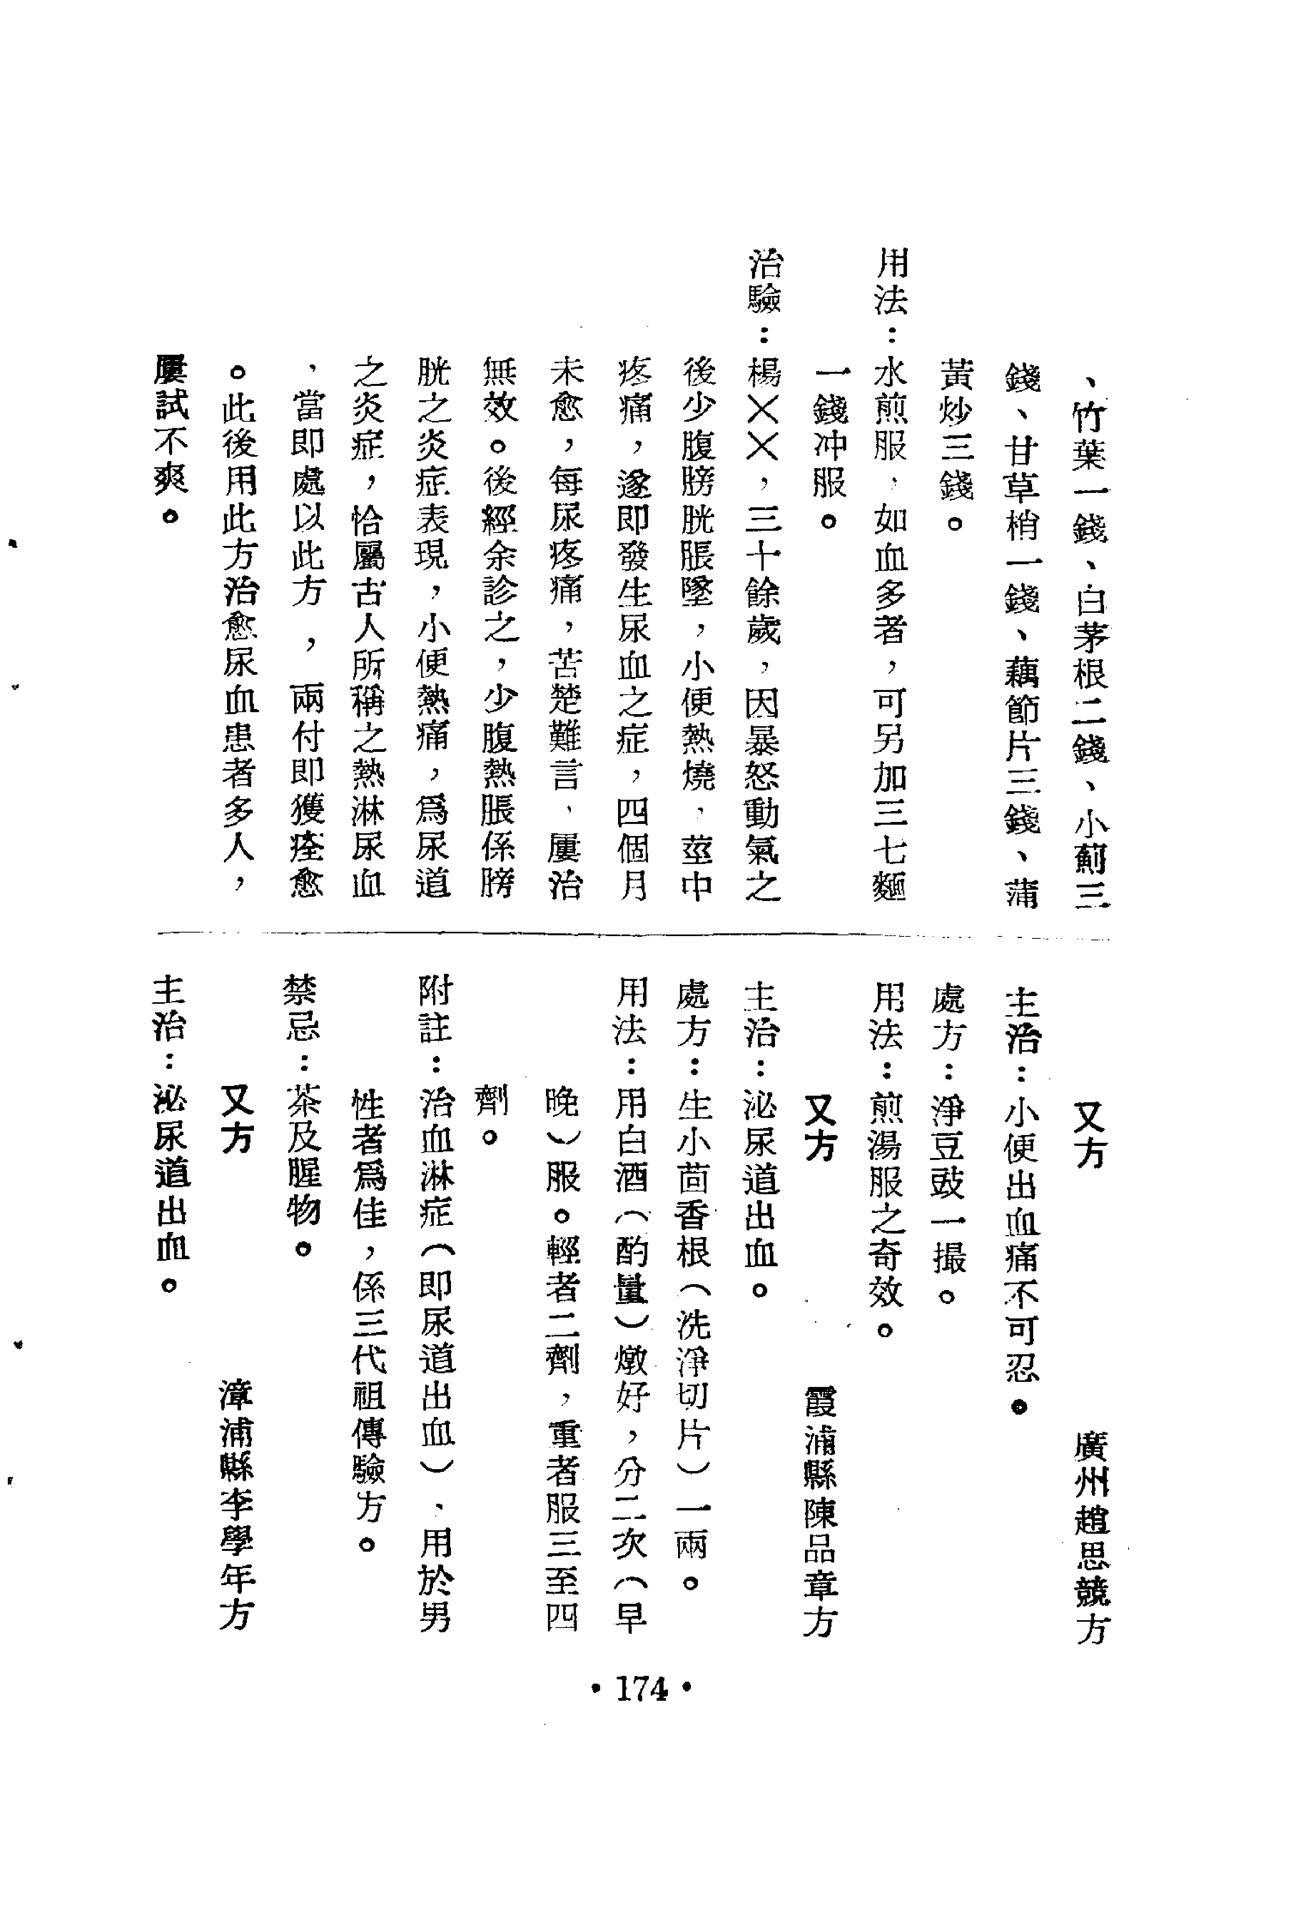 、竹葉一錢、白茅根二錢、小薊三
錢、甘草梢一錢、藕節片三錢、蒲
黃炒三錢。
用法：水煎服，如血多者，可另加三七麵
一錢冲服。
治驗：楊××，三十餘歲，因暴怒動氣之
後少腹膀胱脹墜，小便熱燒，莖中
疼痛，遂即發生尿血之症，四個月
未愈，每尿疼痛，苦楚難言，屢治
無效。後經余診之，少腹熱脹係膀
胱之炎症表現，小便熱痛，爲尿道
之炎症，恰屬古人所稱之熱淋尿血
，當即處以此方，兩付即獲痊愈
。此後用此方治愈尿血患者多人，
屢試不爽。
又方　廣州趙思競方
主治：小便出血痛不可忍。
處方：淨豆豉一撮。
用法：煎湯服之奇效。
又方　霞浦縣陳品章方
主治：泌尿道出血。
處方：生小茴香根（洗淨切片）一兩。
用法：用白酒（酌量）燉好，分二次（早
晚）服。輕者二劑，重者服三至四
劑。
附註：治血淋症（即尿道出血），用於男
性者爲佳，係三代祖傳驗方。
禁忌：茶及腥物。
又方　漳浦縣李學年方
主治：泌尿道出血。
·174·